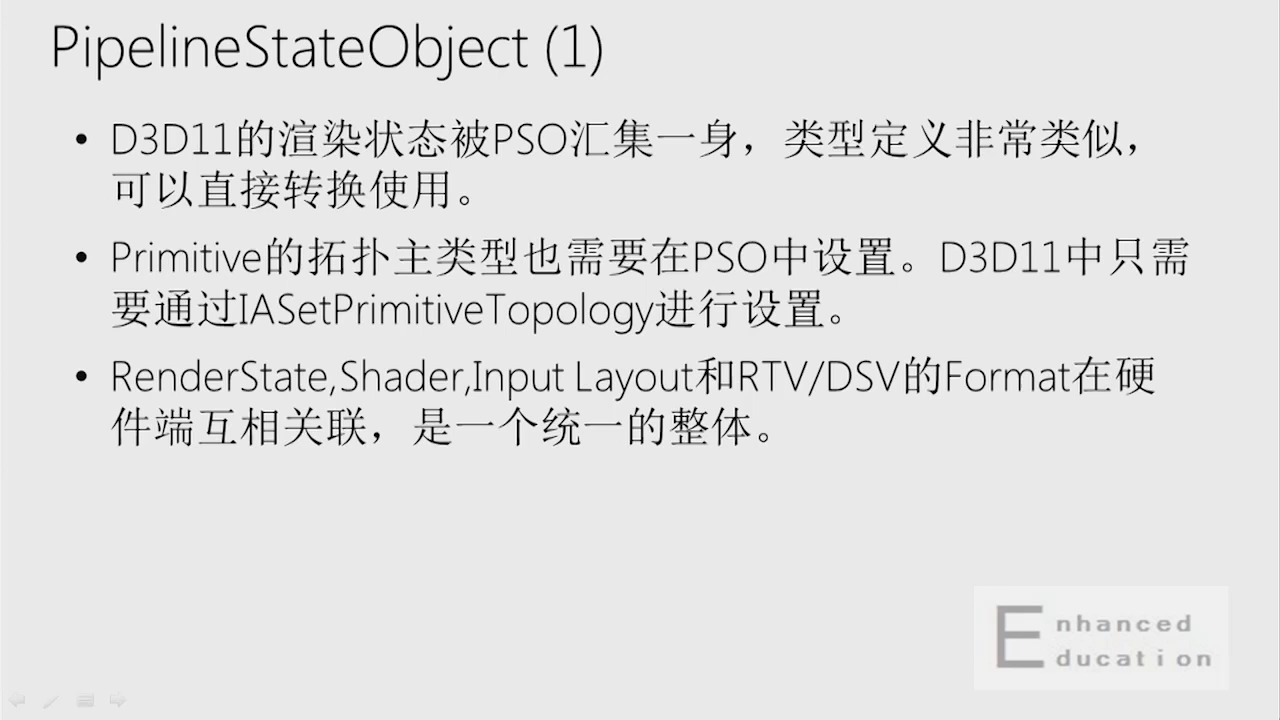 PipelineStateObject (1)
• D3D11的渲染状态被PSO汇集一身，类型定义非常类似，
可以直接转换使用。
• Primitive的拓扑主类型也需要在PSO中设置。D3D11中只需
要通过IASetPrimitiveTopology进行设置。
• RenderState,Shader,Input Layout和RTV/DSV的Format在硬
件端互相关联，是一个统一的整体。
Enhanced
Education